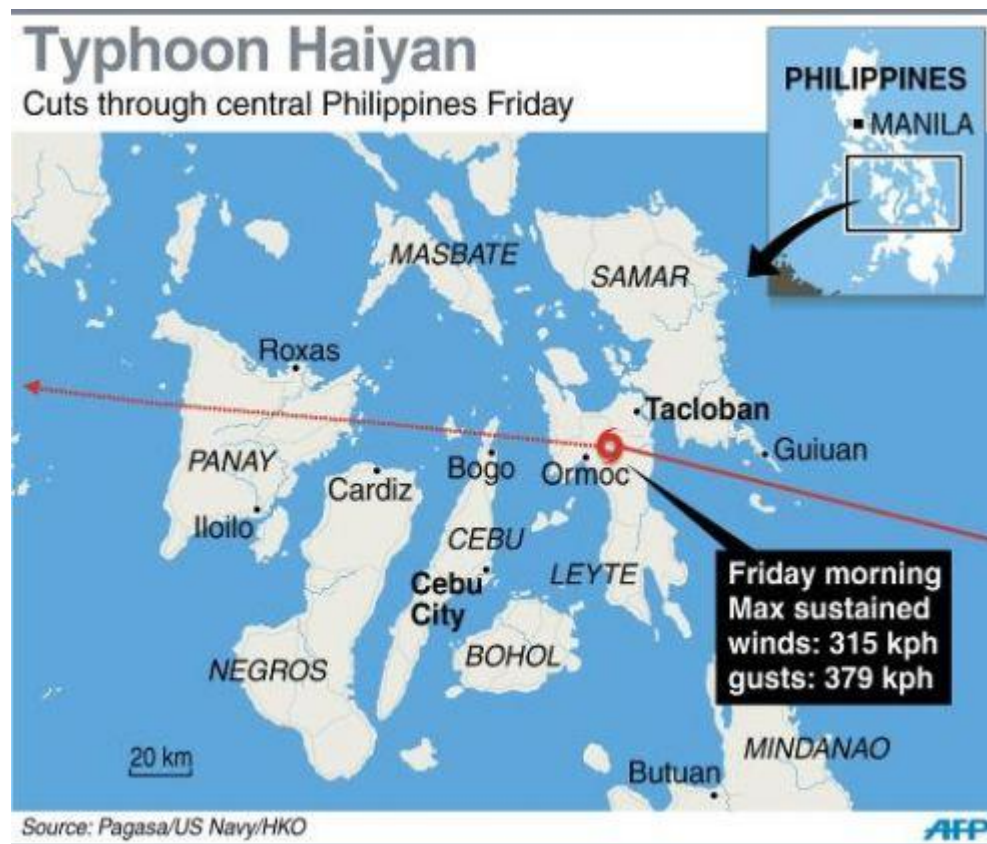 Typhoon Haiyan
Cuts through central Philippines Friday
PHILIPPINES
MANILA
MASBATE
SAMAR
Roxas
Tacloban
PANAY
Bogo
Ormoc
Guiuan
Cardiz
Iloilo
CEBU
LEYTE
Cebu
City
Friday morning
Max sustained
winds: 315 kph
gusts: 379 kph
BOHOL
NEGROS
20 km
MINDANAO
Butuan
Source: Pagasa/US Navy/HKO
AFP